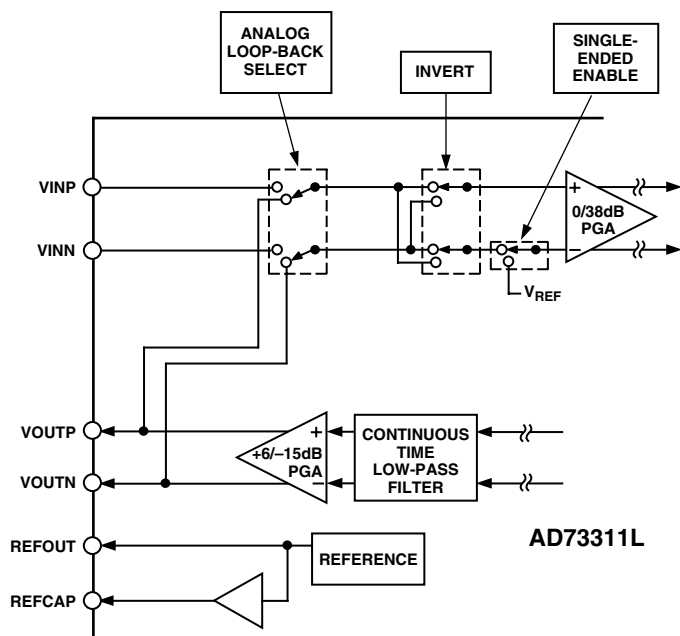 ANALOG
LOOP-BACK
SELECT
INVERT
SINGLE-
ENDED
ENABLE
VINP
VINN
+
0/38dB
PGA
–
VREF
VOUTP
VOUTN
+
+6/–15dB
PGA
–
CONTINUOUS
TIME
LOW-PASS
FILTER
REFOUT
REFCAP
REFERENCE
AD73311L